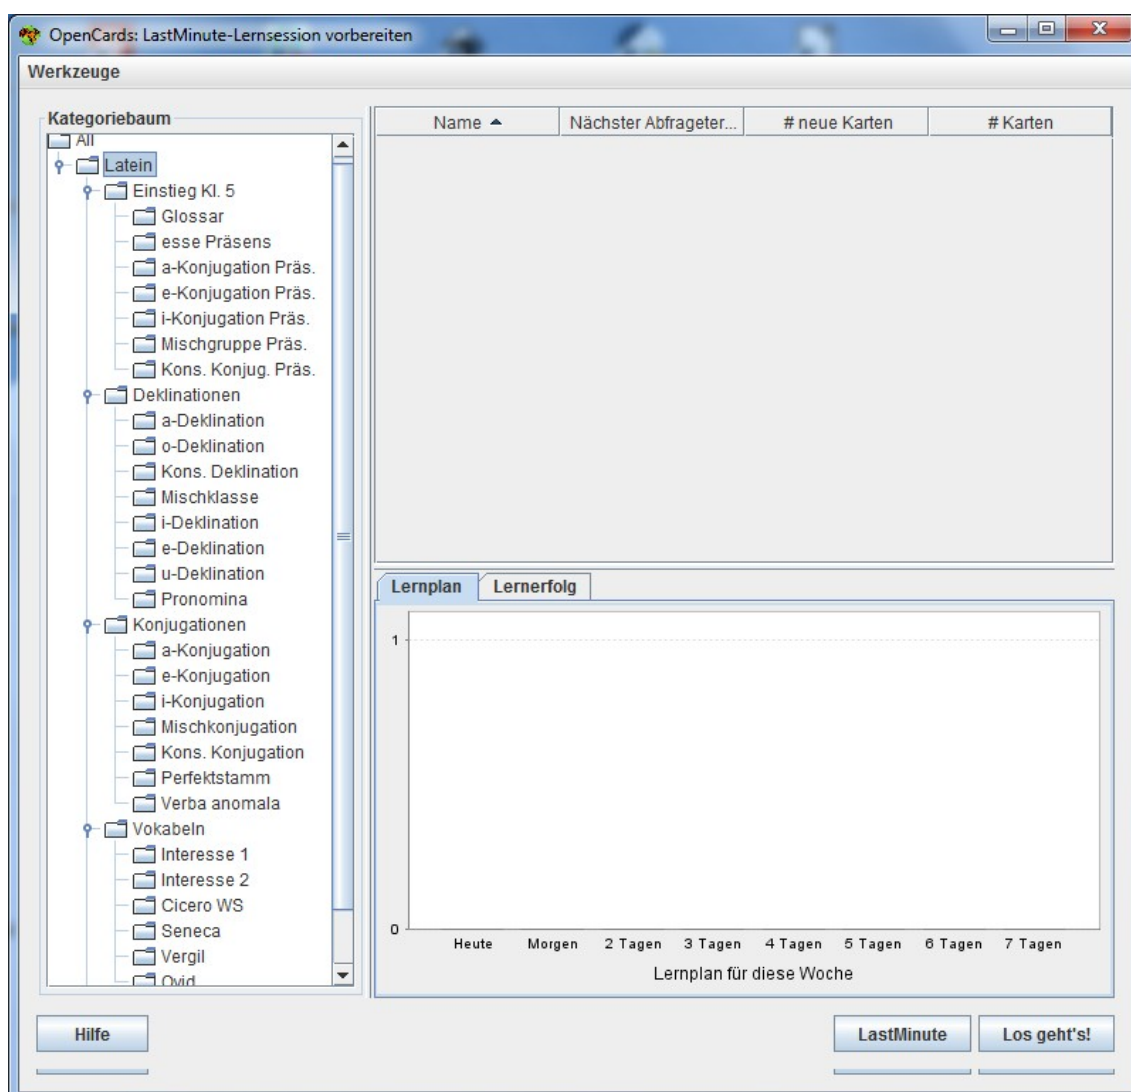 OpenCards: LastMinute-Lernsession vorbereiten
Werkzeuge
Kategoriebaum
All
Latein
Einstieg Kl. 5
Glossar
esse Präsens
a-Konjugation Präs.
e-Konjugation Präs.
i-Konjugation Präs.
Mischgruppe Präs.
Kons. Konjug. Präs.
Deklinationen
a-Deklination
o-Deklination
Kons. Deklination
Mischklasse
i-Deklination
e-Deklination
u-Deklination
Pronomina
Konjugationen
a-Konjugation
e-Konjugation
i-Konjugation
Mischkonjugation
Kons. Konjugation
Perfektstamm
Verba anomala
Vokabeln
Interesse 1
Interesse 2
Cicero WS
Seneca
Vergil
Ovid
Name Nächster Abfrageter... # neue Karten # Karten
Lernplan Lernerfolg
1
0
Heute Morgen 2 Tagen 3 Tagen 4 Tagen 5 Tagen 6 Tagen 7 Tagen
Lernplan für diese Woche
Hilfe LastMinute Los geht's!